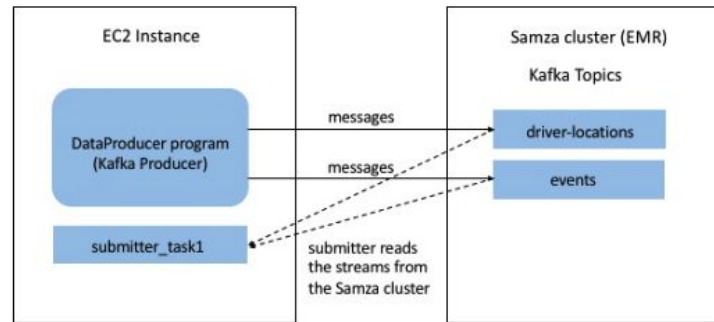 EC2 Instance
Samza cluster (EMR)
Kafka Topics
DataProducer program
(Kafka Producer)
messages
driver-locations
messages
events
submitter_task1
submitter reads
the streams from
the Samza cluster